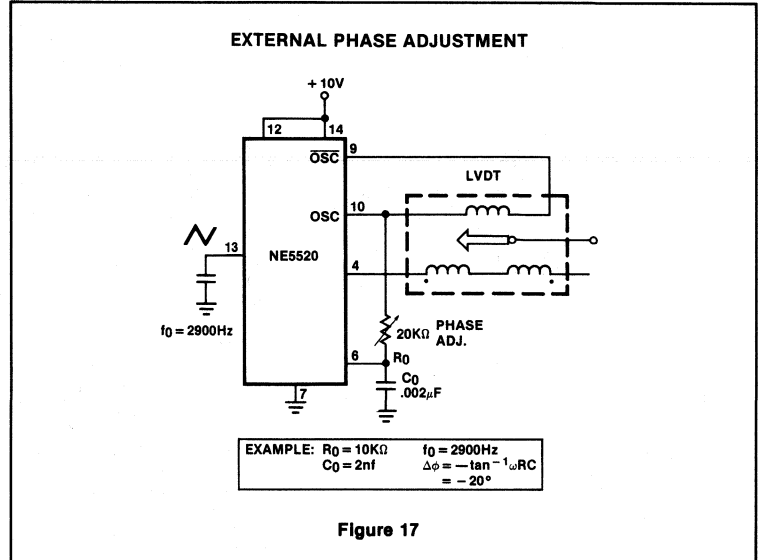 EXTERNAL PHASE ADJUSTMENT
+ 10V
12
14
OSC
9
LVDT
OSC
10
NE5520
13
4
f0 = 2900Hz
20KΩ PHASE
ADJ.
6
R0
C0
.002μF
7
EXAMPLE: R0 = 10KΩ f0 = 2900Hz
C0 = 2nf Δϕ = —tan⁻¹ωRC
= − 20°
Figure 17